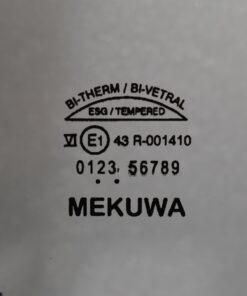 BI-THERM / BI-VETRAL
ESG / TEMPERED
VI E1 43 R-001410
0123 56789
. .
MEKUWA